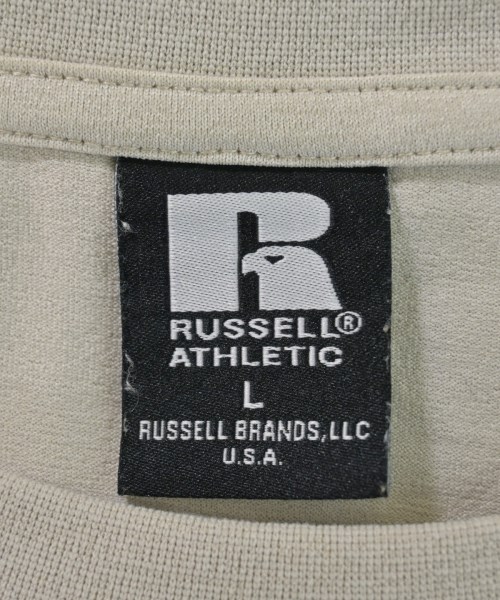 R
RUSSELL®
ATHLETIC
L
RUSSELL BRANDS,LLC
U.S.A.